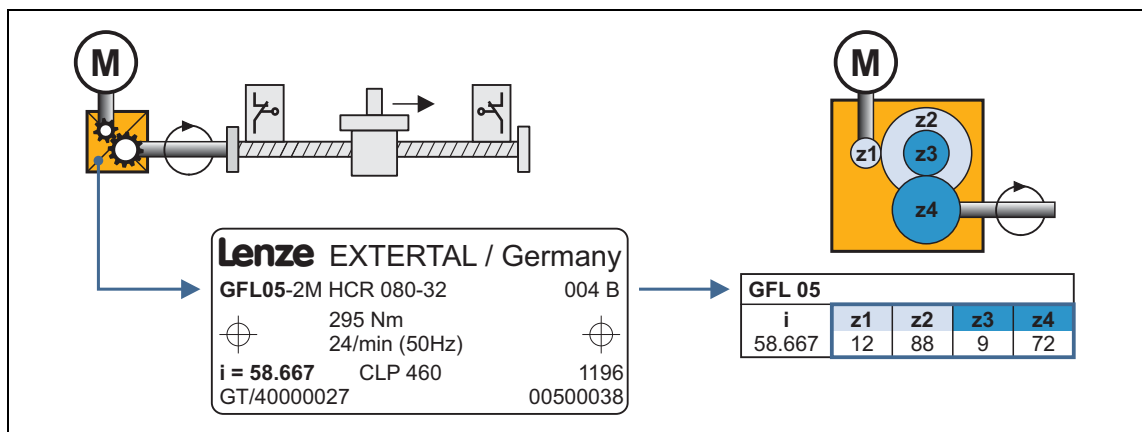 M
M
z2
z1
z3
z4
Lenze EXTERTAL / Germany
GFL05-2M HCR 080-32 004 B
295 Nm
24/min (50Hz)
i = 58.667 CLP 460 1196
GT/40000027 00500038
GFL 05
i z1 z2 z3 z4
58.667 12 88 9 72